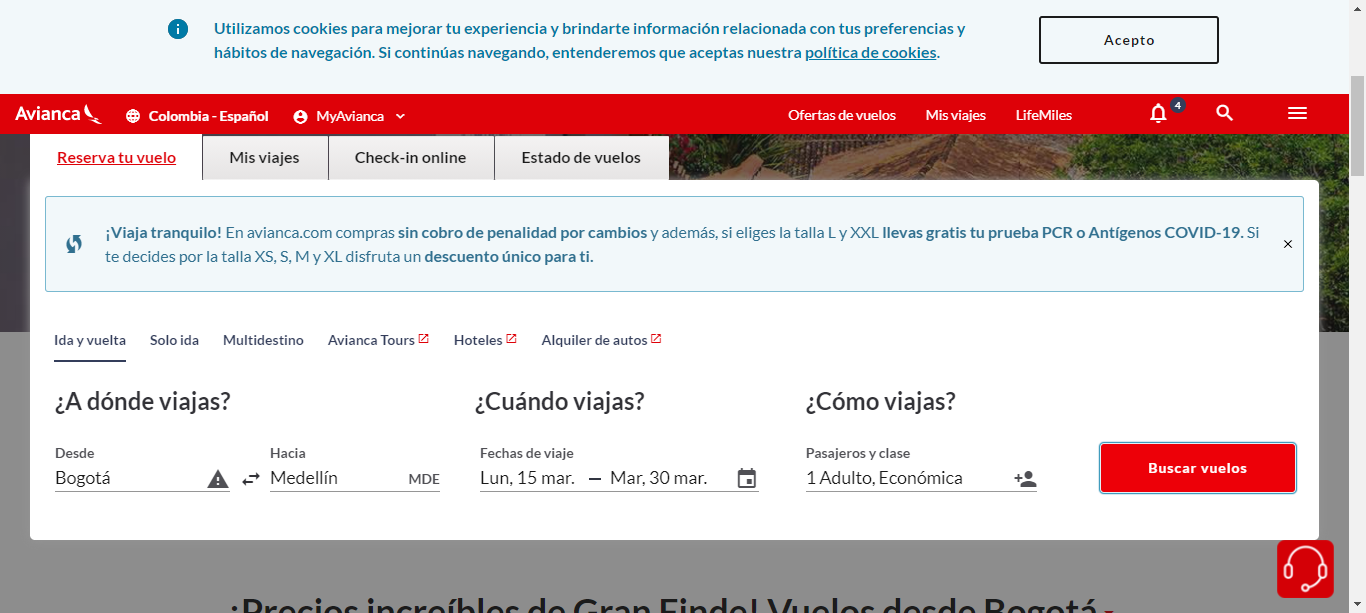 Utilizamos cookies para mejorar tu experiencia y brindarte información relacionada con tus preferencias y
hábitos de navegación. Si continúas navegando, entenderemos que aceptas nuestra política de cookies.
Acepto
Avianca
Colombia - Español
MyAvianca
Ofertas de vuelos
Mis viajes
LifeMiles
4
Reserva tu vuelo
Mis viajes
Check-in online
Estado de vuelos
¡Viaja tranquilo! En avianca.com compras sin cobro de penalidad por cambios y además, si eliges la talla L y XXL llevas gratis tu prueba PCR o Antígenos COVID-19. Si
te decides por la talla XS, S, M y XL disfruta un descuento único para ti.
Ida y vuelta
Solo ida
Multidestino
Avianca Tours
Hoteles
Alquiler de autos
¿A dónde viajas?
¿Cuándo viajas?
¿Cómo viajas?
Desde
Hacia
Fechas de viaje
Pasajeros y clase
Bogotá
Medellín
MDE
Lun, 15 mar. — Mar, 30 mar.
1 Adulto, Económica
Buscar vuelos
¡Precios increíbles de Gran Finde! Vuelos desde Bogotá